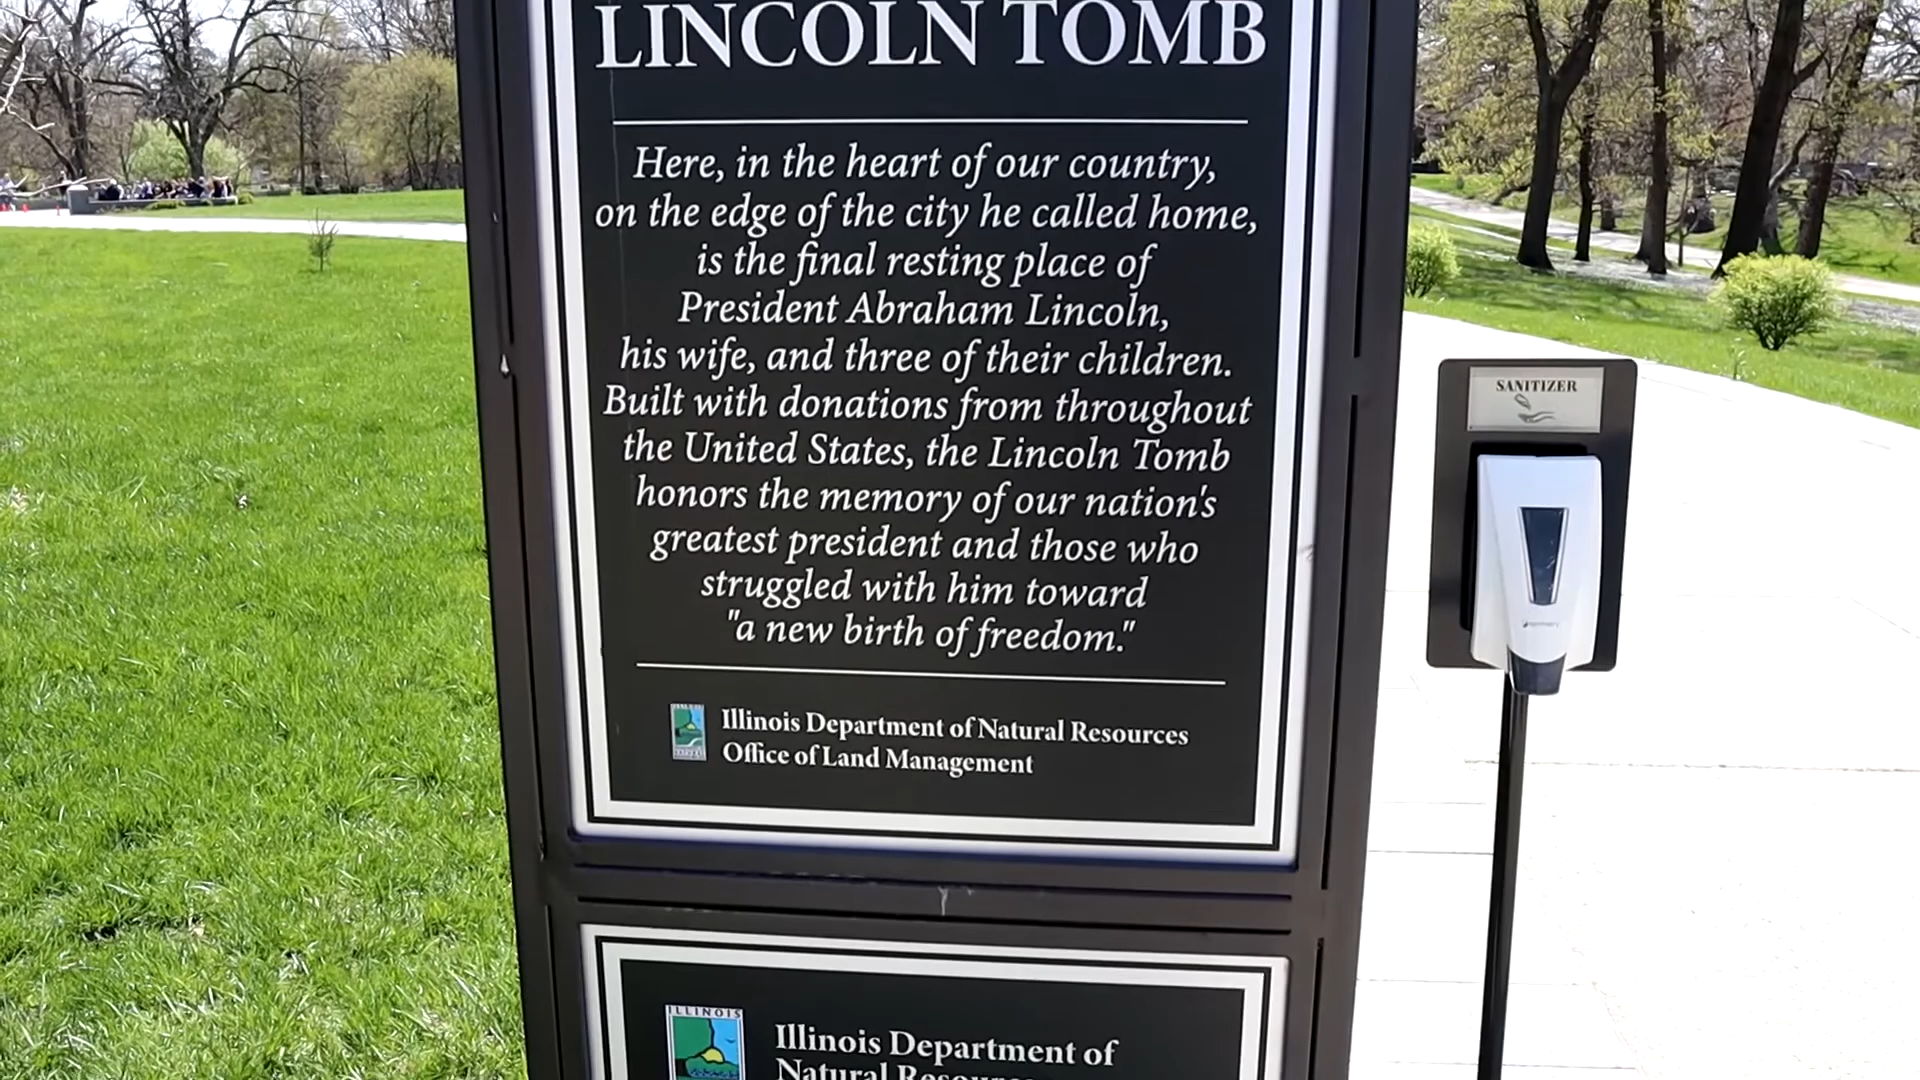 LINCOLN TOMB
Here, in the heart of our country,
on the edge of the city he called home,
is the final resting place of
President Abraham Lincoln,
his wife, and three of their children.
Built with donations from throughout
the United States, the Lincoln Tomb
honors the memory of our nation's
greatest president and those who
struggled with him toward
"a new birth of freedom."
Illinois Department of Natural Resources
Office of Land Management
ILLINOIS
Illinois Department of
Natural
SANITIZER